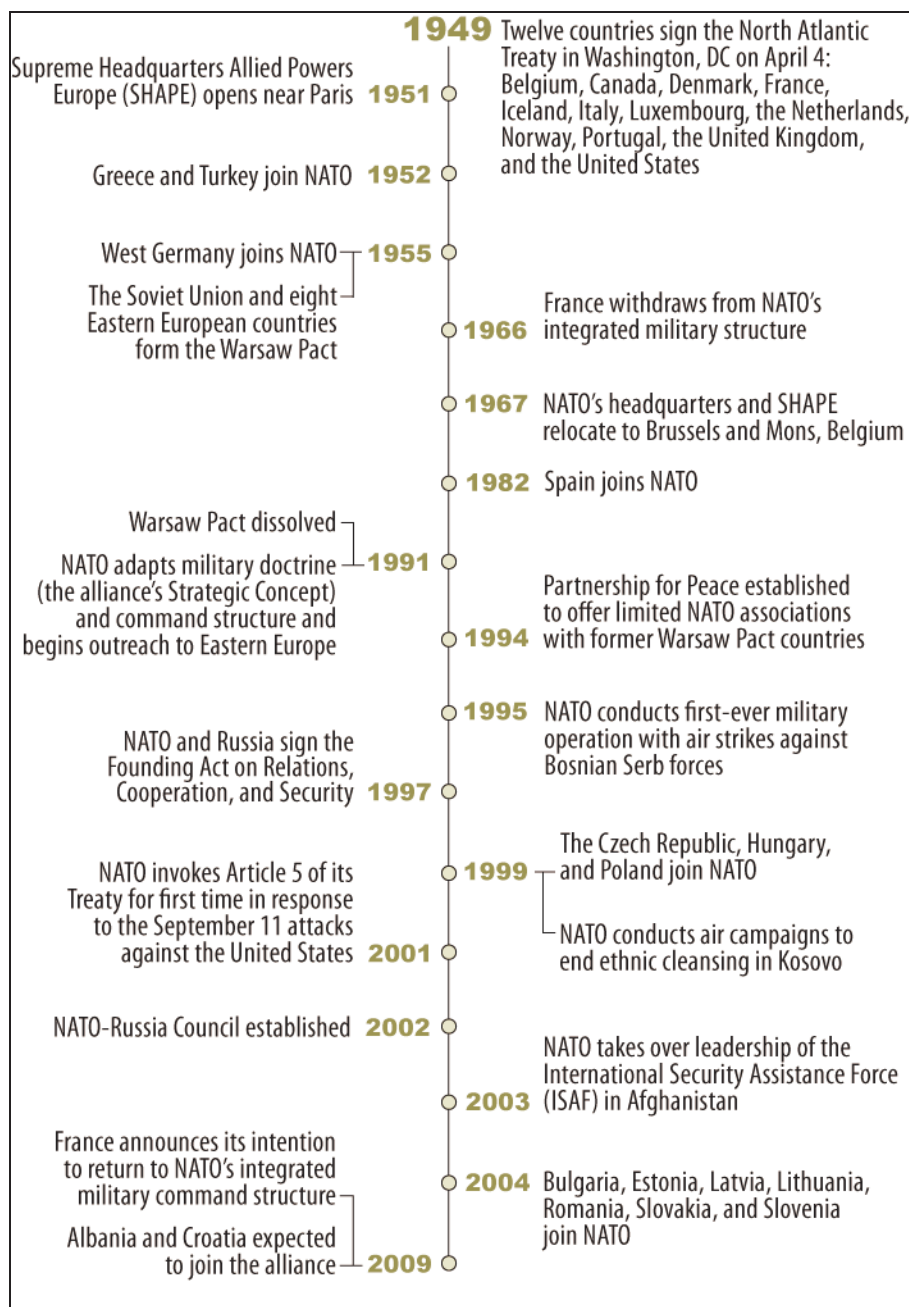 1949 Twelve countries sign the North Atlantic
Treaty in Washington, DC on April 4:
Belgium, Canada, Denmark, France,
Iceland, Italy, Luxembourg, the Netherlands,
Norway, Portugal, the United Kingdom,
and the United States
Supreme Headquarters Allied Powers
Europe (SHAPE) opens near Paris 1951
Greece and Turkey join NATO 1952
West Germany joins NATO 1955
The Soviet Union and eight
Eastern European countries
form the Warsaw Pact
France withdraws from NATO's
1966 integrated military structure
1967 NATO's headquarters and SHAPE
relocate to Brussels and Mons, Belgium
1982 Spain joins NATO
Warsaw Pact dissolved
1991
NATO adapts military doctrine
(the alliance's Strategic Concept)
and command structure and
begins outreach to Eastern Europe
Partnership for Peace established
to offer limited NATO associations
1994 with former Warsaw Pact countries
1995 NATO conducts first-ever military
operation with air strikes against
Bosnian Serb forces
NATO and Russia sign the
Founding Act on Relations,
Cooperation, and Security 1997
The Czech Republic, Hungary,
1999 and Poland join NATO
NATO conducts air campaigns to
end ethnic cleansing in Kosovo
NATO invokes Article 5 of its
Treaty for first time in response
to the September 11 attacks
against the United States 2001
NATO-Russia Council established 2002
NATO takes over leadership of the
International Security Assistance Force
2003 (ISAF) in Afghanistan
2004 Bulgaria, Estonia, Latvia, Lithuania,
Romania, Slovakia, and Slovenia
join NATO
France announces its intention
to return to NATO's integrated
military command structure
Albania and Croatia expected
to join the alliance 2009